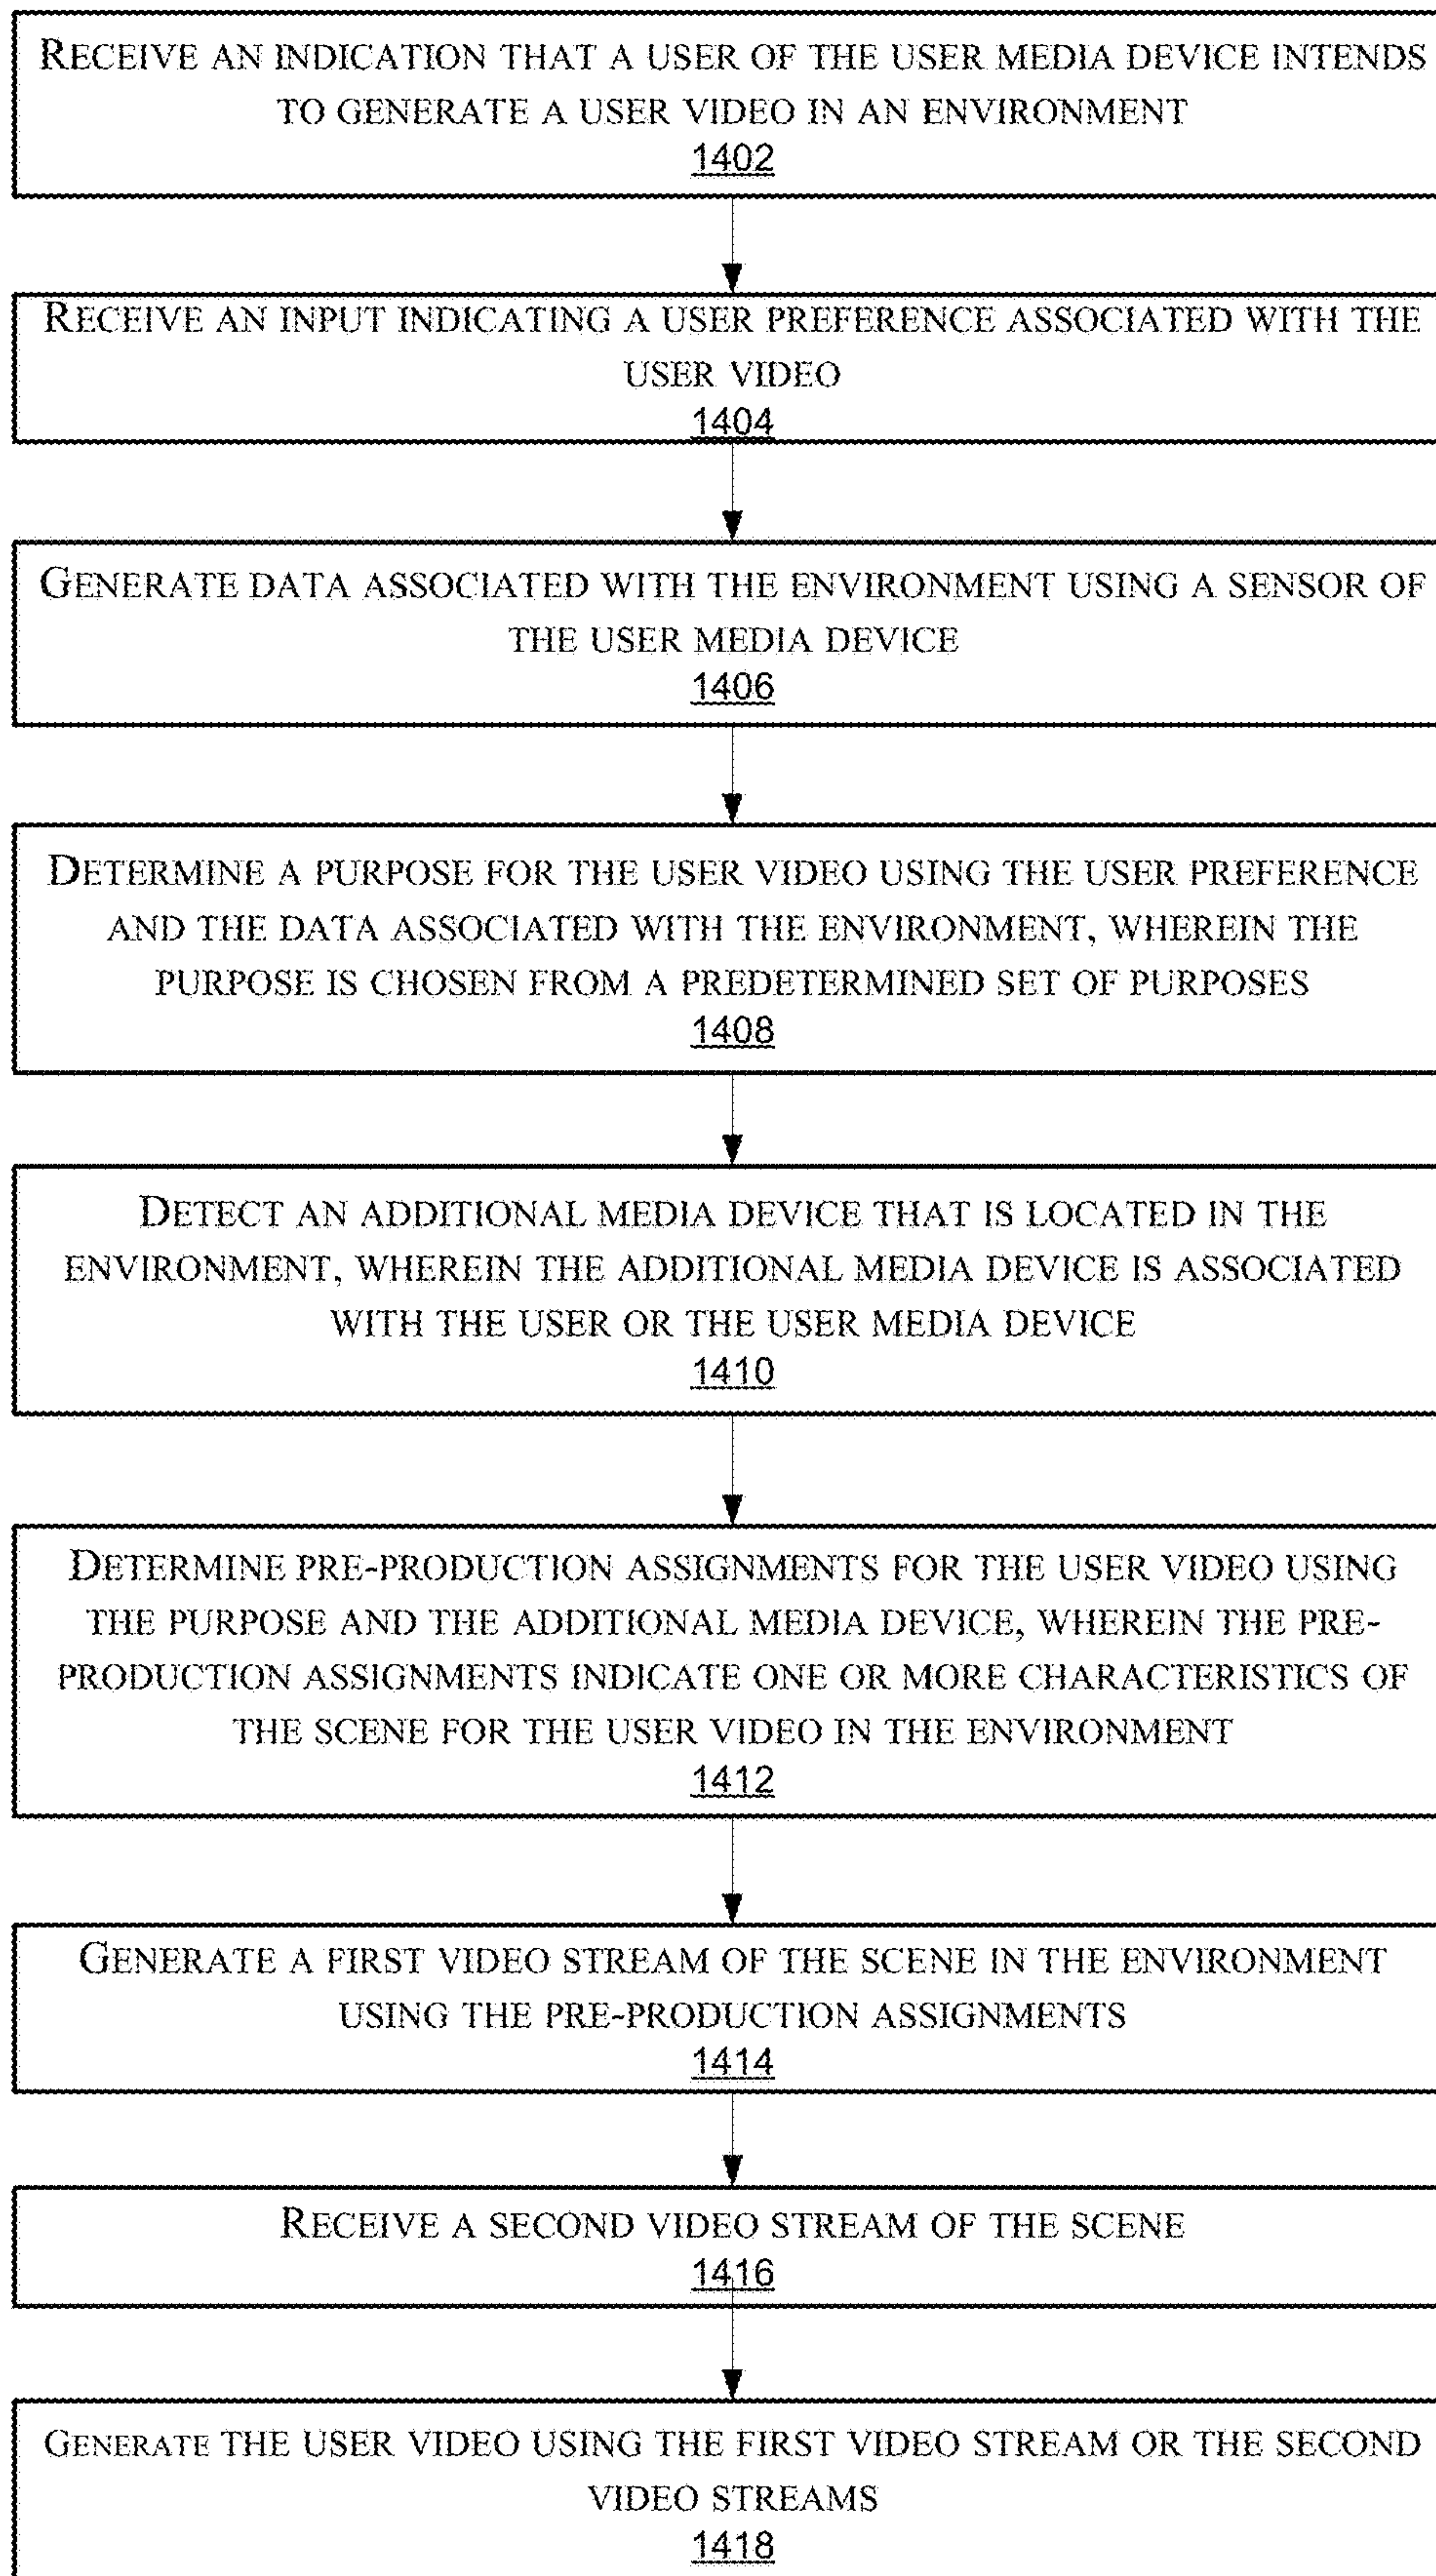 RECEIVE AN INDICATION THAT A USER OF THE USER MEDIA DEVICE INTENDS
TO GENERATE A USER VIDEO IN AN ENVIRONMENT
1402
RECEIVE AN INPUT INDICATING A USER PREFERENCE ASSOCIATED WITH THE
USER VIDEO
1404
GENERATE DATA ASSOCIATED WITH THE ENVIRONMENT USING A SENSOR OF
THE USER MEDIA DEVICE
1406
DETERMINE A PURPOSE FOR THE USER VIDEO USING THE USER PREFERENCE
AND THE DATA ASSOCIATED WITH THE ENVIRONMENT, WHEREIN THE
PURPOSE IS CHOSEN FROM A PREDETERMINED SET OF PURPOSES
1408
DETECT AN ADDITIONAL MEDIA DEVICE THAT IS LOCATED IN THE
ENVIRONMENT, WHEREIN THE ADDITIONAL MEDIA DEVICE IS ASSOCIATED
WITH THE USER OR THE USER MEDIA DEVICE
1410
DETERMINE PRE-PRODUCTION ASSIGNMENTS FOR THE USER VIDEO USING
THE PURPOSE AND THE ADDITIONAL MEDIA DEVICE, WHEREIN THE PRE-
PRODUCTION ASSIGNMENTS INDICATE ONE OR MORE CHARACTERISTICS OF
THE SCENE FOR THE USER VIDEO IN THE ENVIRONMENT
1412
GENERATE A FIRST VIDEO STREAM OF THE SCENE IN THE ENVIRONMENT
USING THE PRE-PRODUCTION ASSIGNMENTS
1414
RECEIVE A SECOND VIDEO STREAM OF THE SCENE
1416
GENERATE THE USER VIDEO USING THE FIRST VIDEO STREAM OR THE SECOND
VIDEO STREAMS
1418